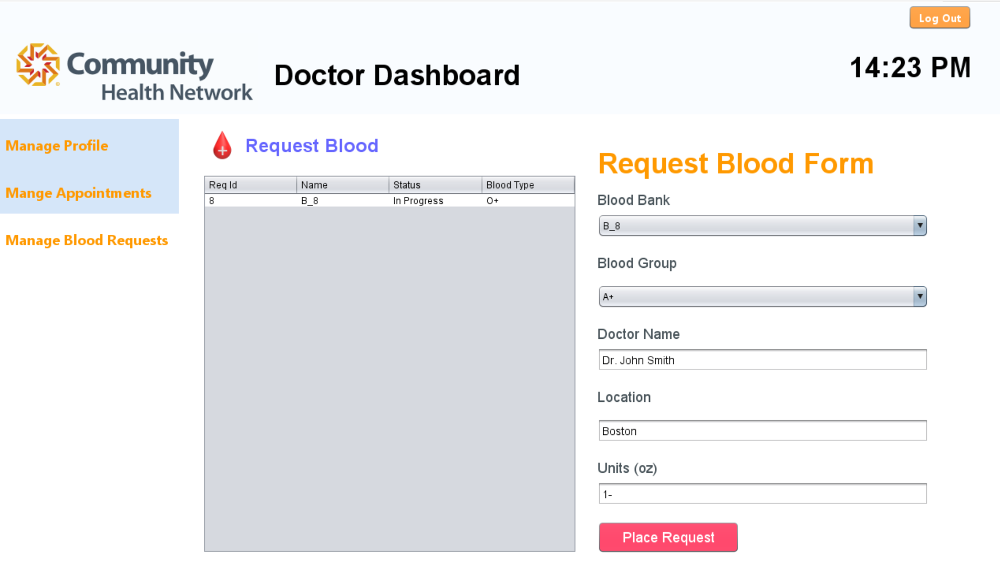 Log Out
Community
Health Network
Doctor Dashboard
14:23 PM
Manage Profile
Mange Appointments
Manage Blood Requests
Request Blood
Req Id Name Status Blood Type
8 B_8 In Progress O+
Request Blood Form
Blood Bank
B_8
Blood Group
A+
Doctor Name
Dr. John Smith
Location
Boston
Units (oz)
1-
Place Request